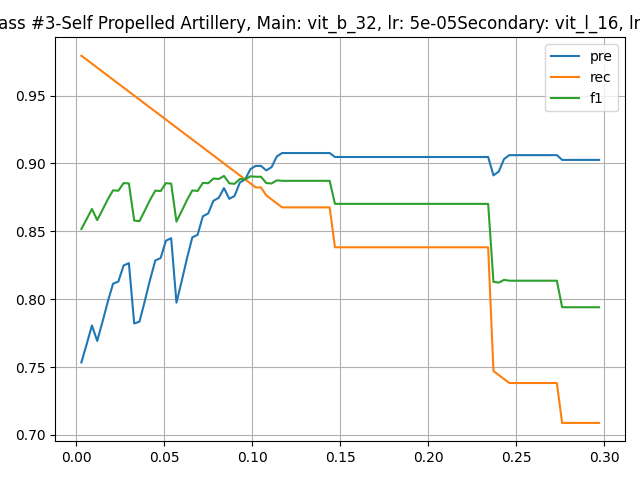 ass #3-Self Propelled Artillery, Main: vit_b_32, lr: 5e-05Secondary: vit_l_16, lr
pre
rec
f1
0.95
0.90
0.85
0.80
0.75
0.70
0.00 0.05 0.10 0.15 0.20 0.25 0.30